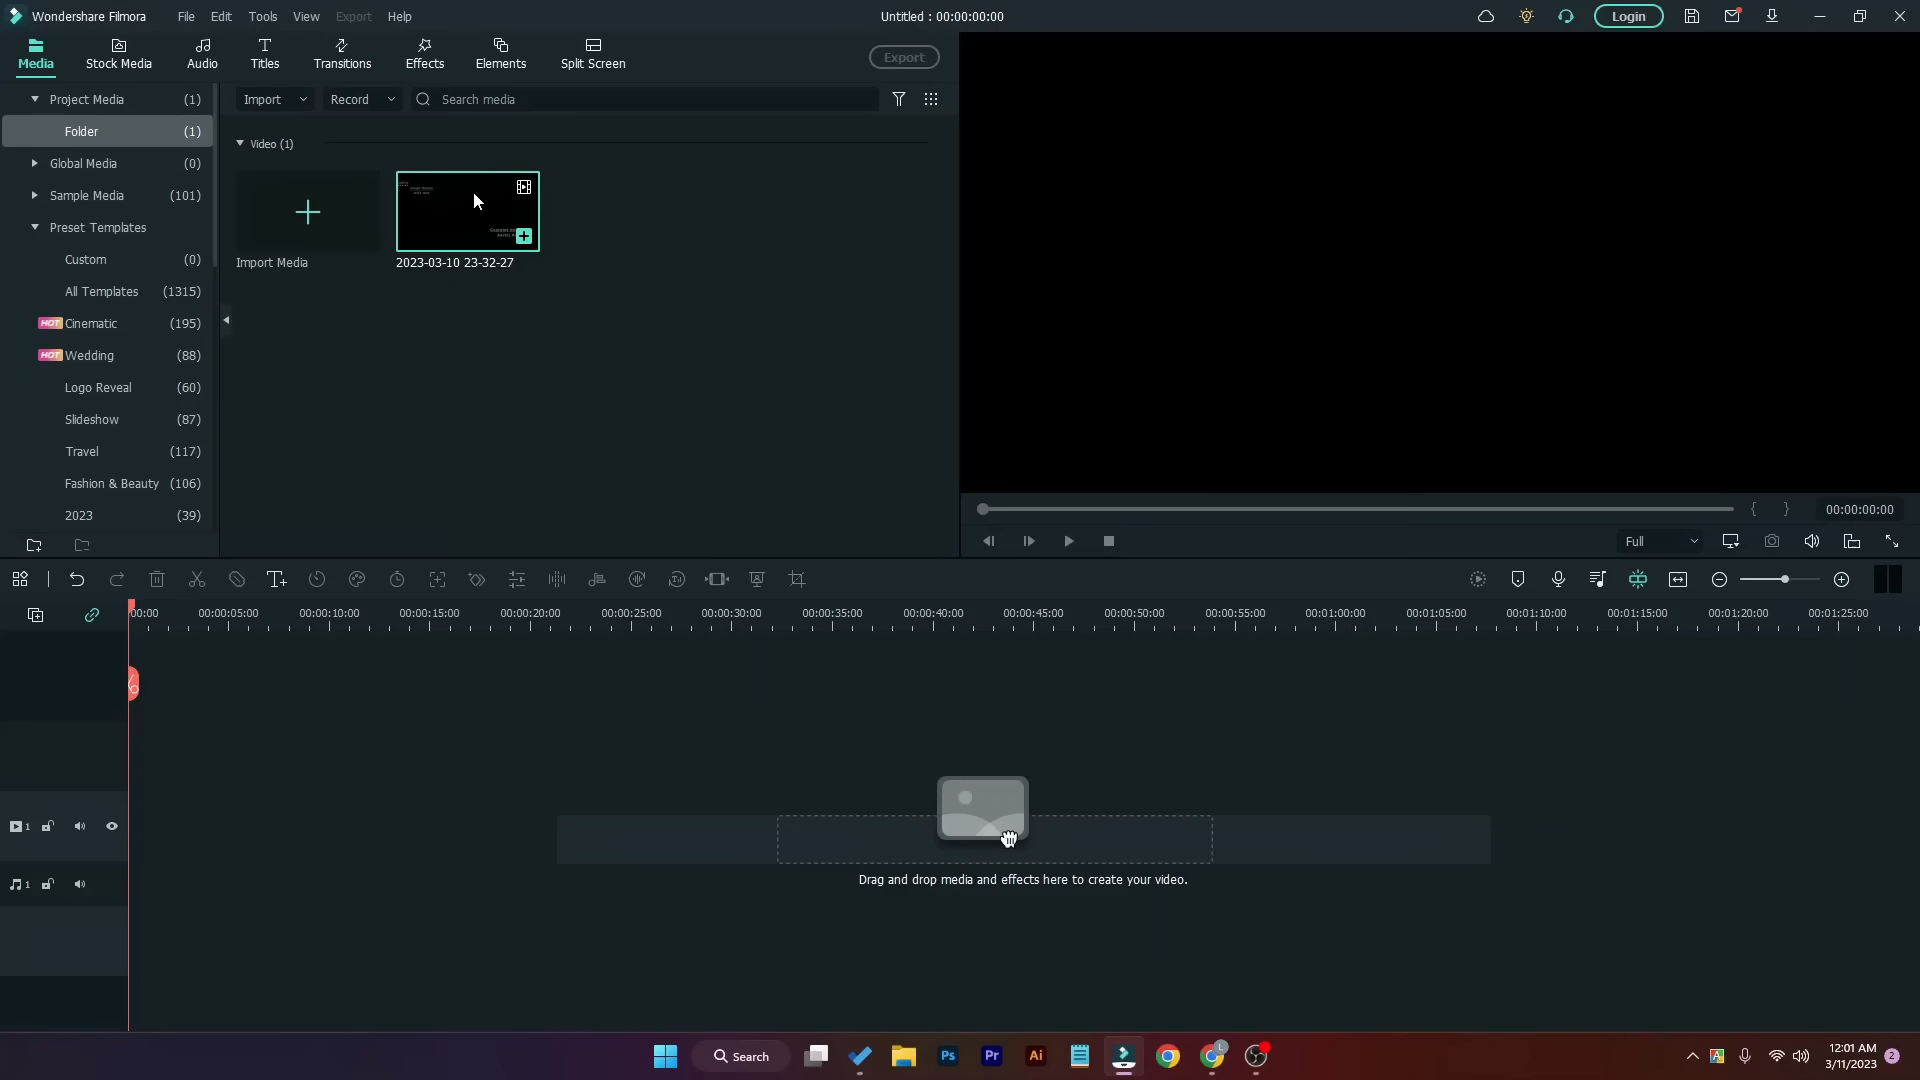 Wondershare Filmora File Edit Tools View Export Help Untitled : 00:00:00:00 Login
Media Stock Media Audio Titles Transitions Effects Elements Split Screen Export
Project Media (1)
Folder (1)
Global Media (0)
Sample Media (101)
Preset Templates
Custom (0)
All Templates (1315)
HOT Cinematic (195)
HOT Wedding (88)
Logo Reveal (60)
Slideshow (87)
Travel (117)
Fashion & Beauty (106)
2023 (39)
Import Record Search media
Video (1)
Import Media 2023-03-10 23-32-27
{ } 00:00:00:00
Full
00:00 00:00:05:00 00:00:10:00 00:00:15:00 00:00:20:00 00:00:25:00 00:00:30:00 00:00:35:00 00:00:40:00 00:00:45:00 00:00:50:00 00:00:55:00 00:01:00:00 00:01:05:00 00:01:10:00 00:01:15:00 00:01:20:00 00:01:25:00
1
1
Drag and drop media and effects here to create your video.
Search Ps Pr Ai L A 12:01 AM
3/11/2023 2